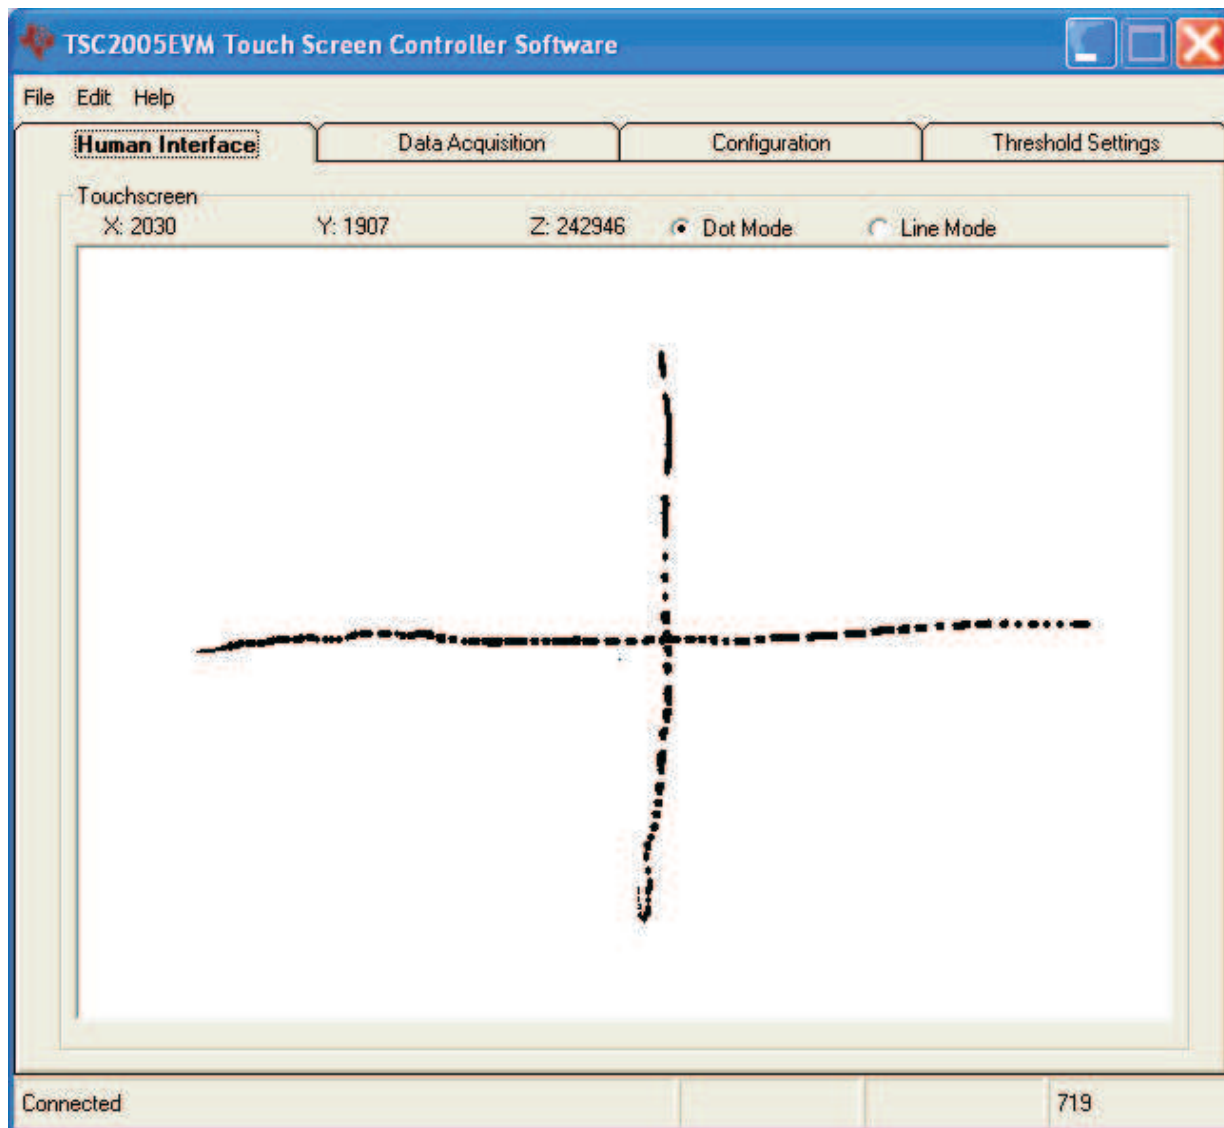 TSC2005EVM Touch Screen Controller Software
File Edit Help
Human Interface Data Acquisition Configuration Threshold Settings
Touchscreen
X: 2030 Y: 1907 Z: 242946 Dot Mode Line Mode
Connected 719